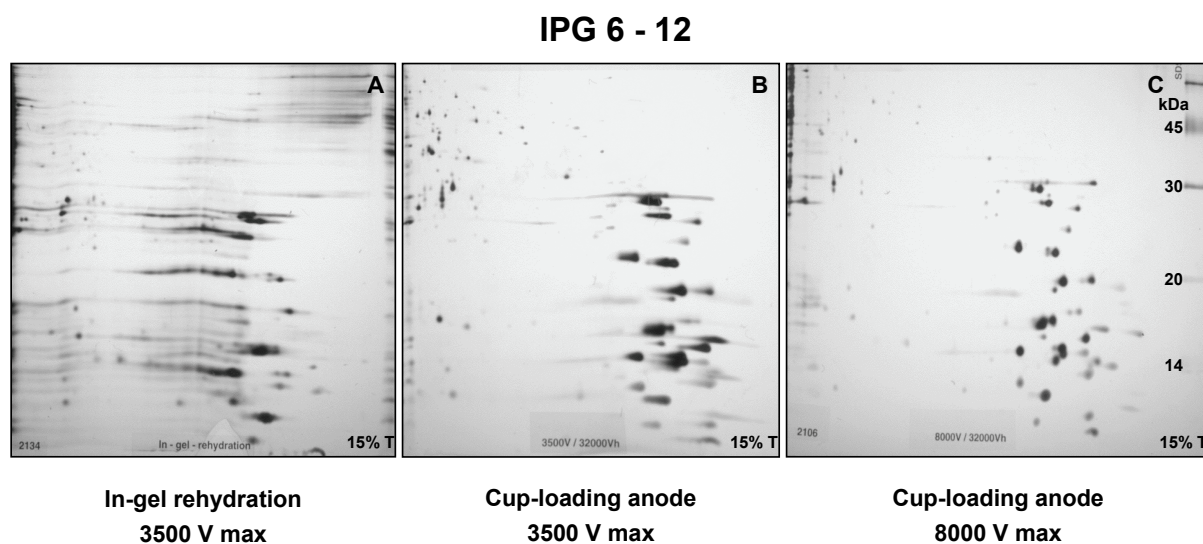 IPG 6 - 12
A
B
C
SDS
kDa
45
30
20
14
2134
In - gel - rehydration
15% T
3500V / 32000Vh
15% T
2106
8000V / 32000Vh
15% T
In-gel rehydration
3500 V max
Cup-loading anode
3500 V max
Cup-loading anode
8000 V max